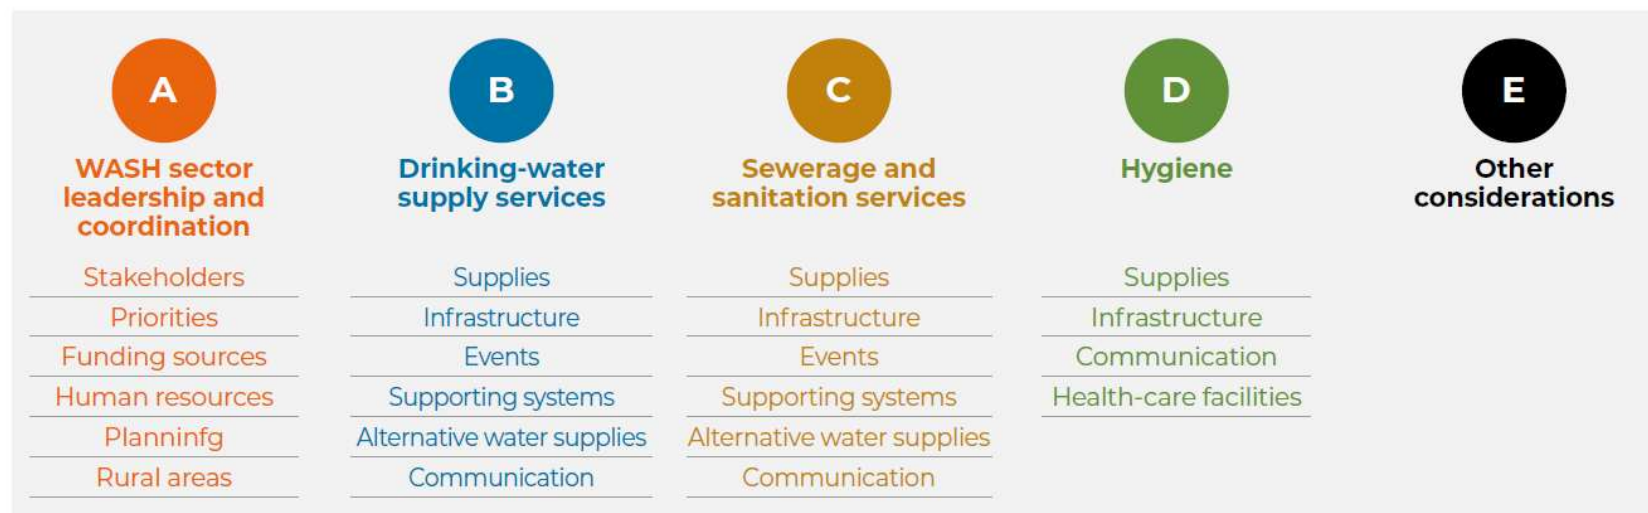 A
WASH sector
leadership and
coordination
Stakeholders
Priorities
Funding sources
Human resources
Planninfg
Rural areas
B
Drinking-water
supply services
Supplies
Infrastructure
Events
Supporting systems
Alternative water supplies
Communication
C
Sewerage and
sanitation services
Supplies
Infrastructure
Events
Supporting systems
Alternative water supplies
Communication
D
Hygiene
Supplies
Infrastructure
Communication
Health-care facilities
E
Other
considerations